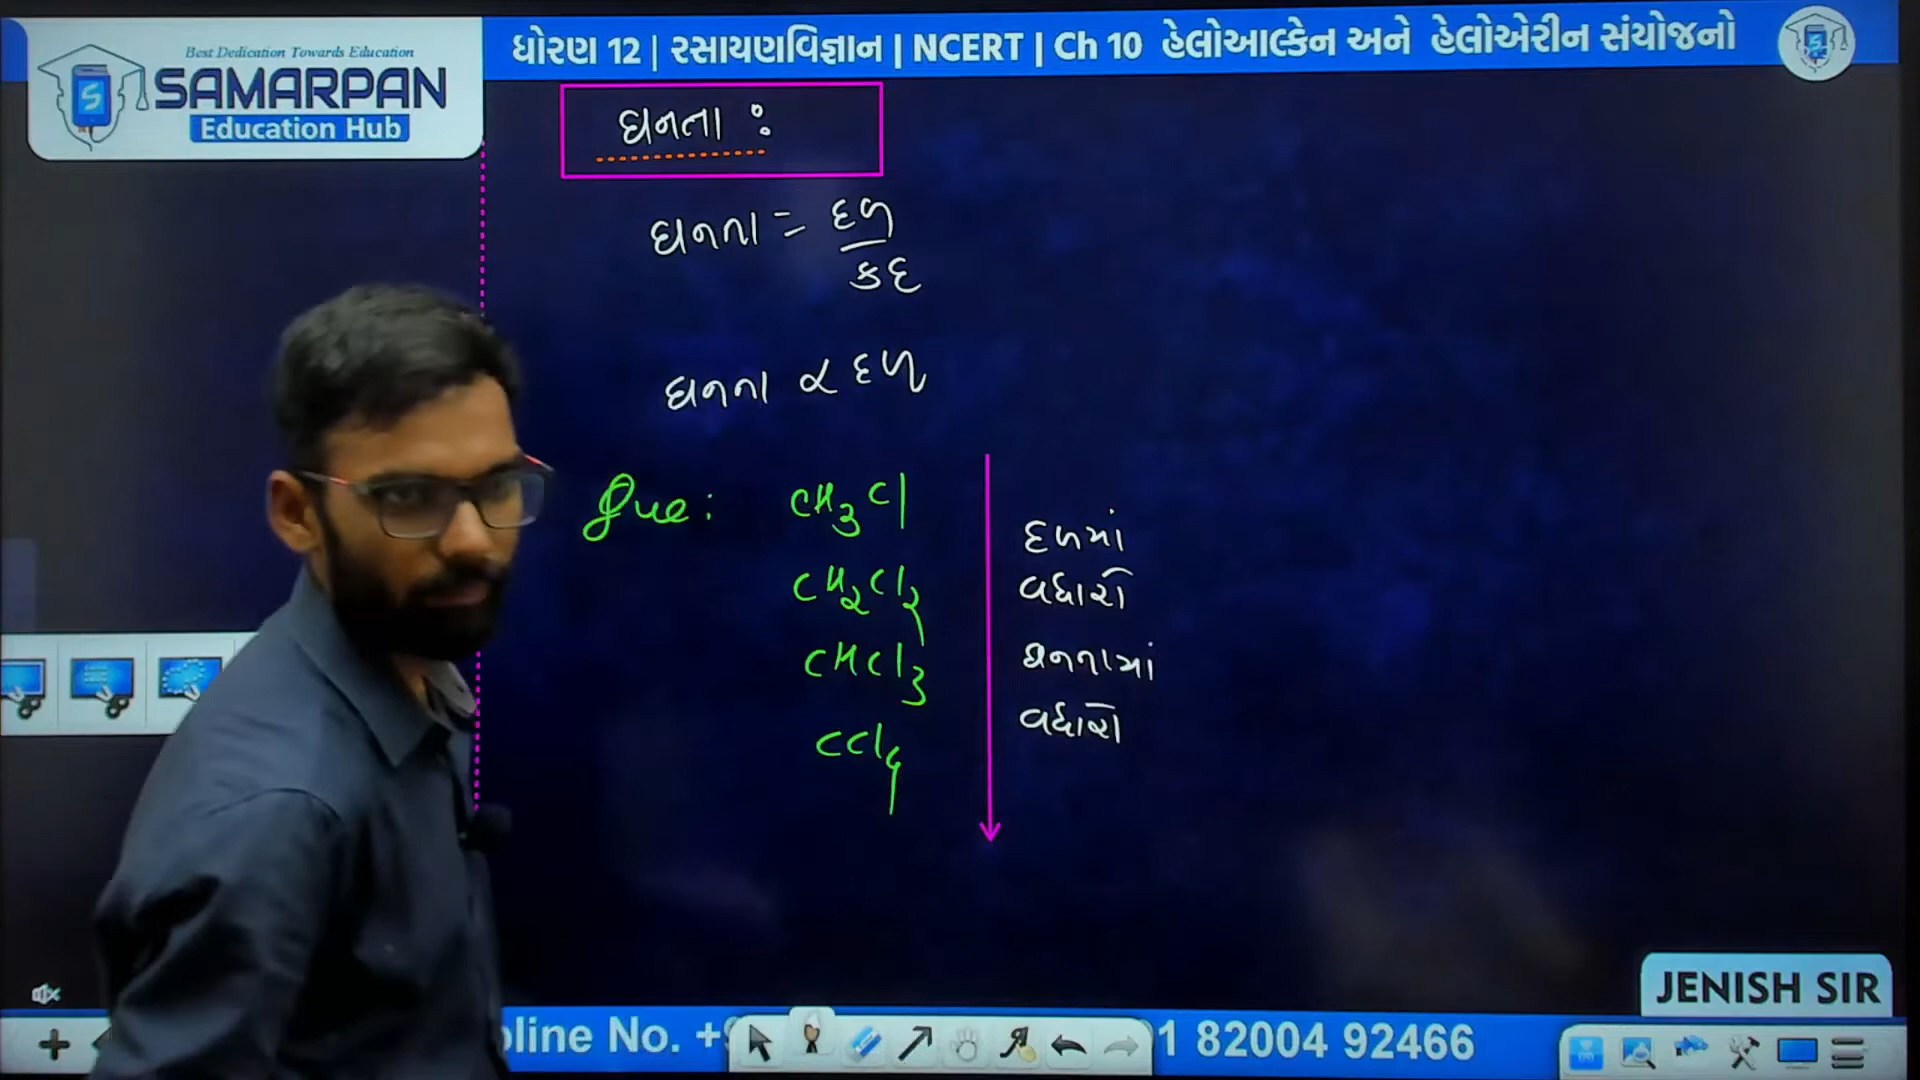 Best Dedication Towards Education
SAMARPAN
Education Hub
ધોરણ 12 | રસાયણવિજ્ઞાન | NCERT | Ch 10 હેલોઆલ્કેન અને હેલોએરીન સંયોજનો
ઘનતા :
ઘનતા = દળ / કદ
ઘનતા ∝ દળ
Que: CH3Cl
CH2Cl2
CHCl3
CCl4
દળમાં
વધારો
ઘનતામાં
વધારો
JENISH SIR
pline No. +9
1 82004 92466